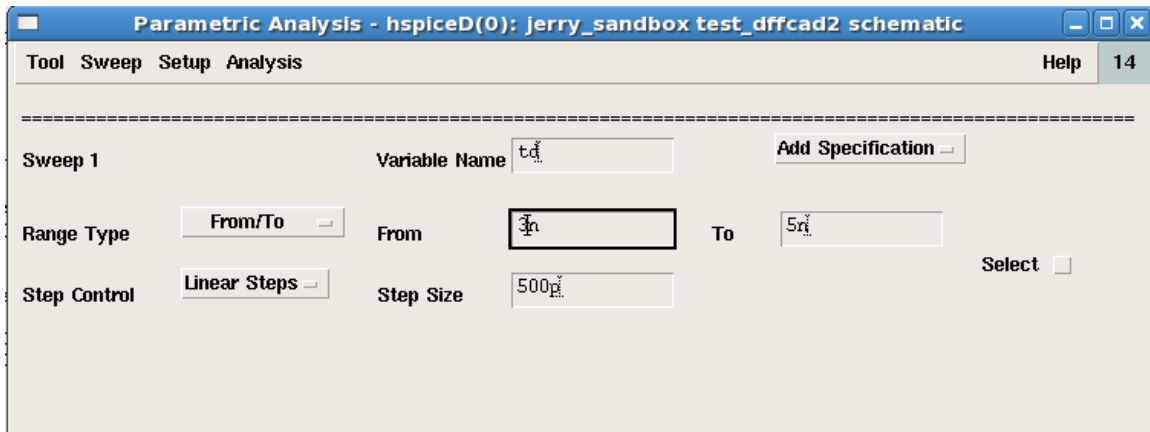 Parametric Analysis - hspiceD(0): jerry_sandbox test_dffcad2 schematic
Tool Sweep Setup Analysis Help 14
Sweep 1 Variable Name td Add Specification
Range Type From/To From 3n To 5n
Select
Step Control Linear Steps Step Size 500p